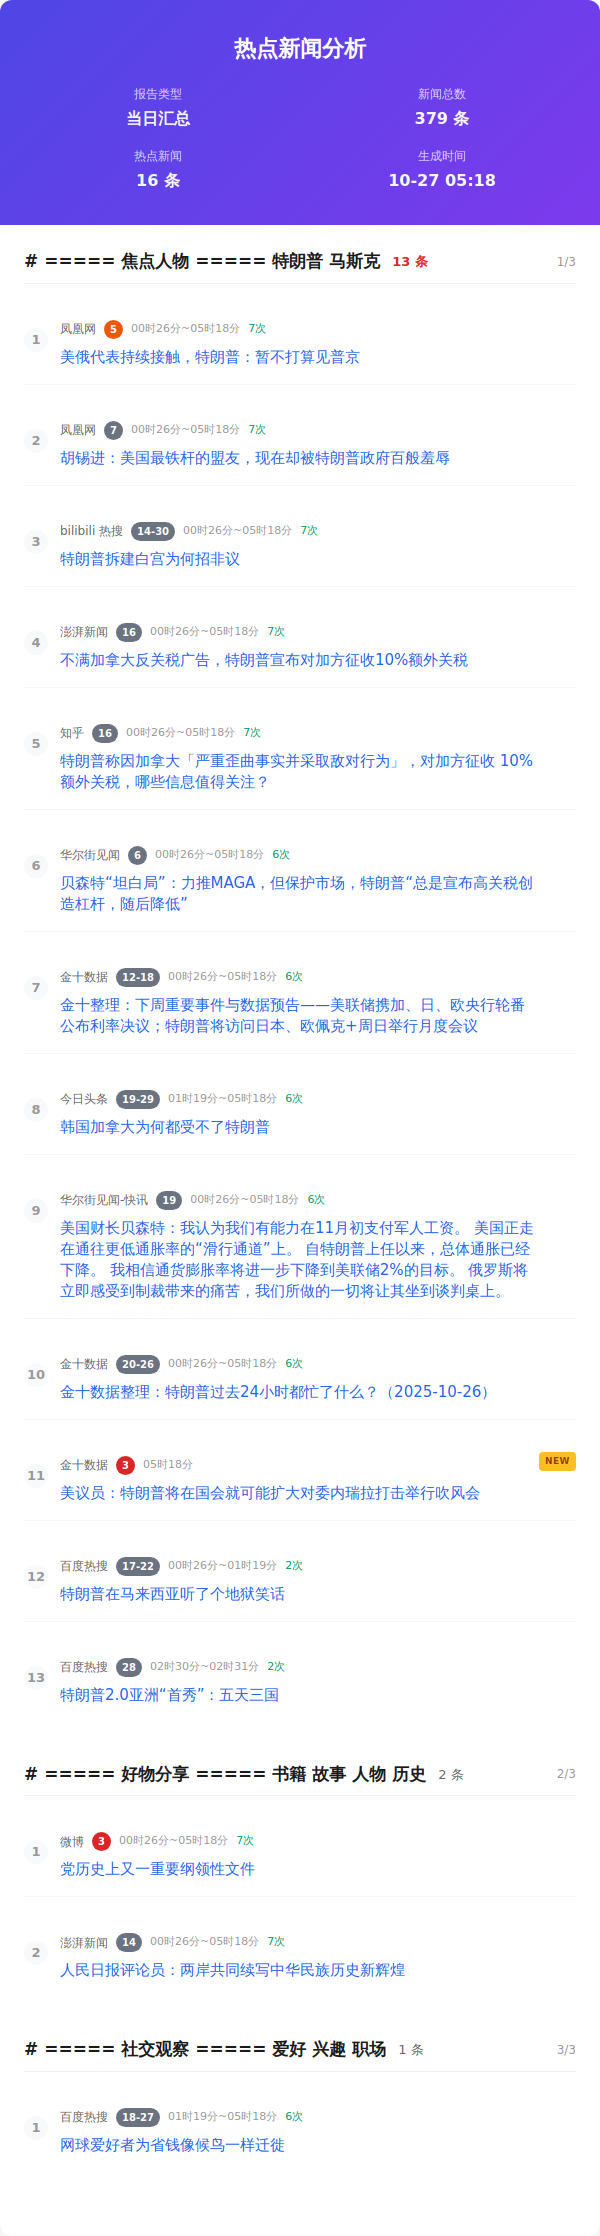 热点新闻分析
报告类型
新闻总数
当日汇总
379 条
热点新闻
生成时间
16 条
10-27 05:18
# ===== 焦点人物 ===== 特朗普 马斯克 13 条 1/3
1 凤凰网 5 00时26分~05时18分 7次
美俄代表持续接触，特朗普：暂不打算见普京
2 凤凰网 7 00时26分~05时18分 7次
胡锡进：美国最铁杆的盟友，现在却被特朗普政府百般羞辱
3 bilibili 热搜 14-30 00时26分~05时18分 7次
特朗普拆建白宫为何招非议
4 澎湃新闻 16 00时26分~05时18分 7次
不满加拿大反关税广告，特朗普宣布对加方征收10%额外关税
5 知乎 16 00时26分~05时18分 7次
特朗普称因加拿大「严重歪曲事实并采取敌对行为」，对加方征收 10%
额外关税，哪些信息值得关注？
6 华尔街见闻 6 00时26分~05时18分 6次
贝森特“坦白局”：力推MAGA，但保护市场，特朗普“总是宣布高关税创
造杠杆，随后降低”
7 金十数据 12-18 00时26分~05时18分 6次
金十整理：下周重要事件与数据预告——美联储携加、日、欧央行轮番
公布利率决议；特朗普将访问日本、欧佩克+周日举行月度会议
8 今日头条 19-29 01时19分~05时18分 6次
韩国加拿大为何都受不了特朗普
9 华尔街见闻-快讯 19 00时26分~05时18分 6次
美国财长贝森特：我认为我们有能力在11月初支付军人工资。 美国正走
在通往更低通胀率的“滑行通道”上。 自特朗普上任以来，总体通胀已经
下降。 我相信通货膨胀率将进一步下降到美联储2%的目标。 俄罗斯将
立即感受到制裁带来的痛苦，我们所做的一切将让其坐到谈判桌上。
10 金十数据 20-26 00时26分~05时18分 6次
金十数据整理：特朗普过去24小时都忙了什么？（2025-10-26）
11 金十数据 3 05时18分 NEW
美议员：特朗普将在国会就可能扩大对委内瑞拉打击举行吹风会
12 百度热搜 17-22 00时26分~01时19分 2次
特朗普在马来西亚听了个地狱笑话
13 百度热搜 28 02时30分~02时31分 2次
特朗普2.0亚洲“首秀”：五天三国
# ===== 好物分享 ===== 书籍 故事 人物 历史 2 条 2/3
1 微博 3 00时26分~05时18分 7次
党历史上又一重要纲领性文件
2 澎湃新闻 14 00时26分~05时18分 7次
人民日报评论员：两岸共同续写中华民族历史新辉煌
# ===== 社交观察 ===== 爱好 兴趣 职场 1 条 3/3
1 百度热搜 18-27 01时19分~05时18分 6次
网球爱好者为省钱像候鸟一样迁徙